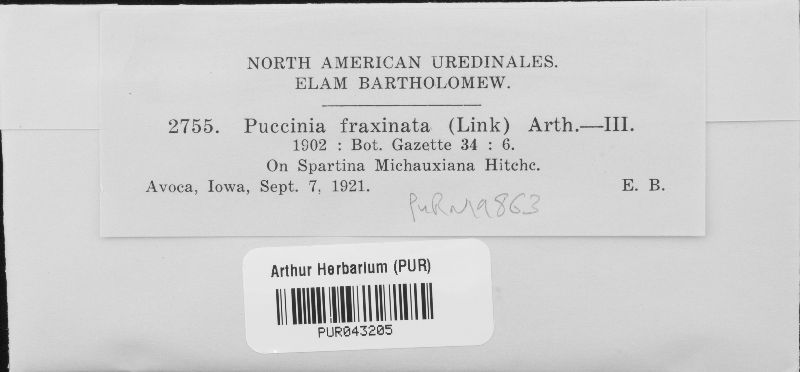 NORTH AMERICAN UREDINALES.
ELAM BARTHOLOMEW.
2755. Puccinia fraxinata (Link) Arth.—III.
1902 : Bot. Gazette 34 : 6.
On Spartina Michauxiana Hitchc.
Avoca, Iowa, Sept. 7, 1921. E. B.
Arthur Herbarium (PUR)
PUR043205